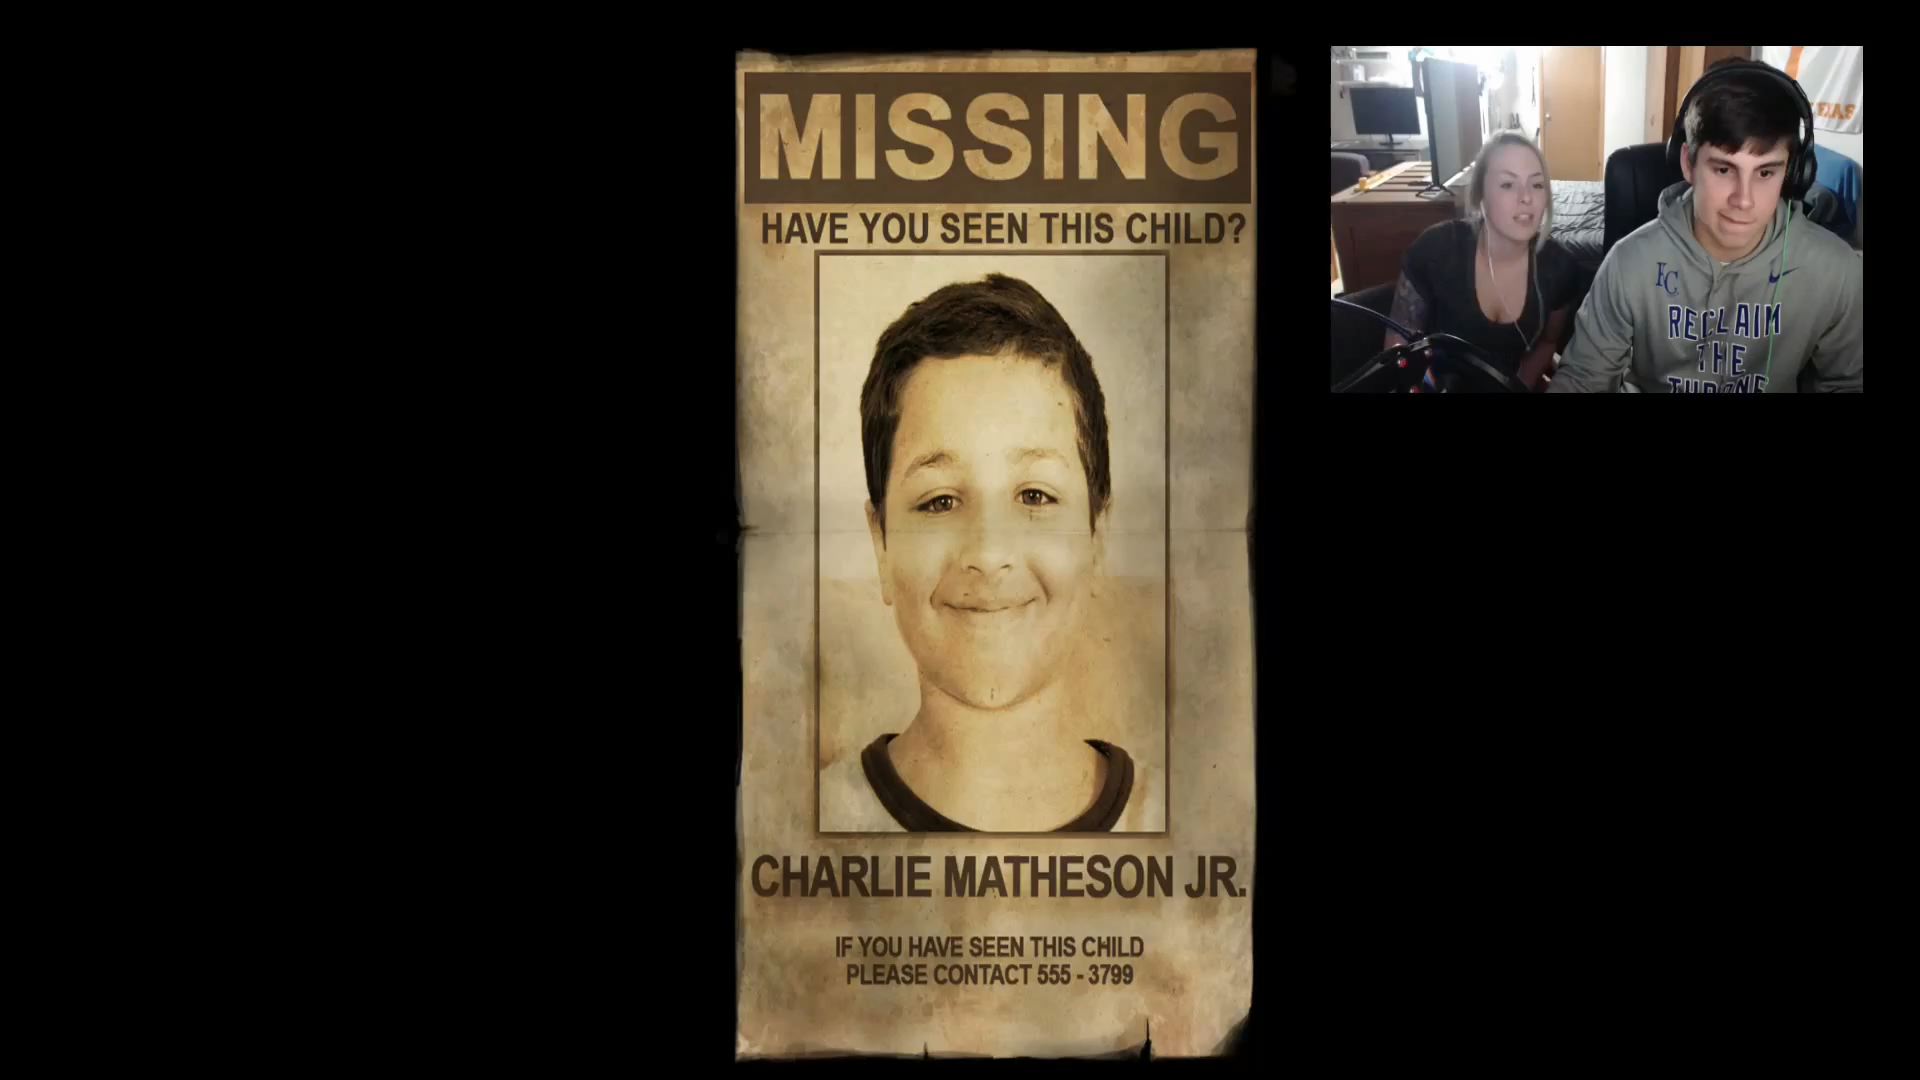 MISSING
HAVE YOU SEEN THIS CHILD?
CHARLIE MATHESON JR.
IF YOU HAVE SEEN THIS CHILD
PLEASE CONTACT 555 - 3799
KC
RECLAIM
THE
THRONE